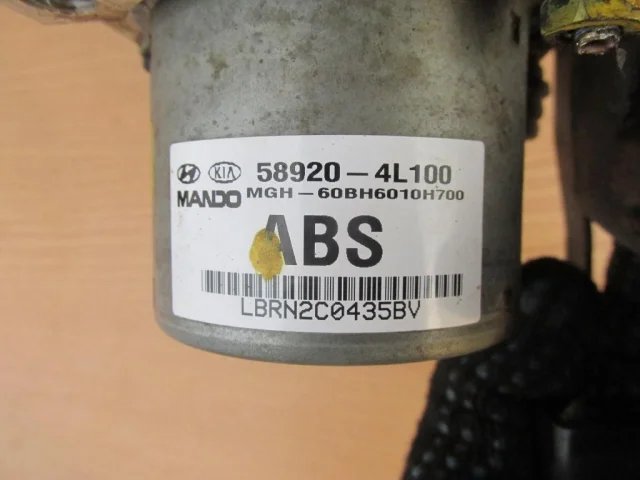 KIA 58920-4L100
MANDO MGH-60BH6010H700
ABS
LBRN2C0435BV